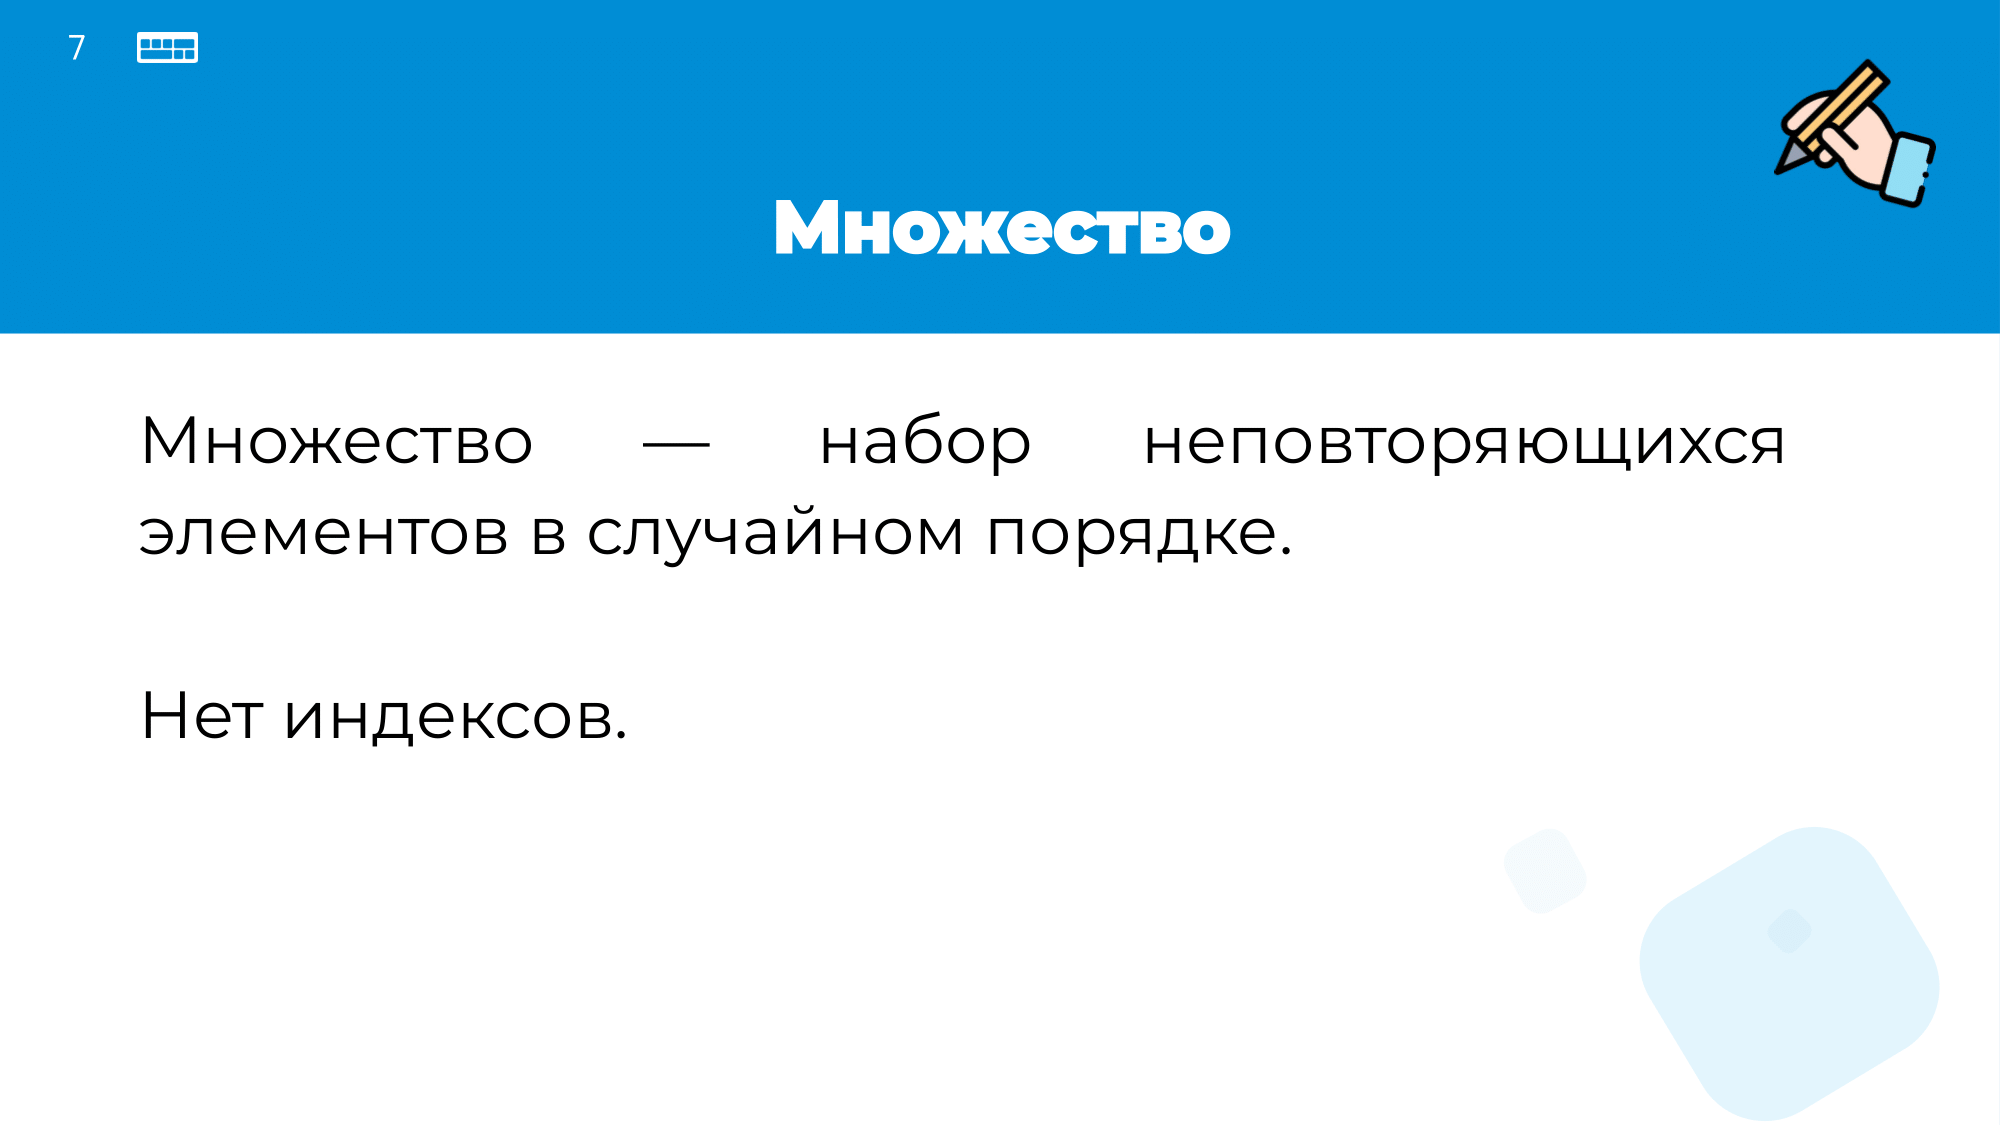 7
Множество
Множество — набор неповторяющихся
элементов в случайном порядке.
Нет индексов.